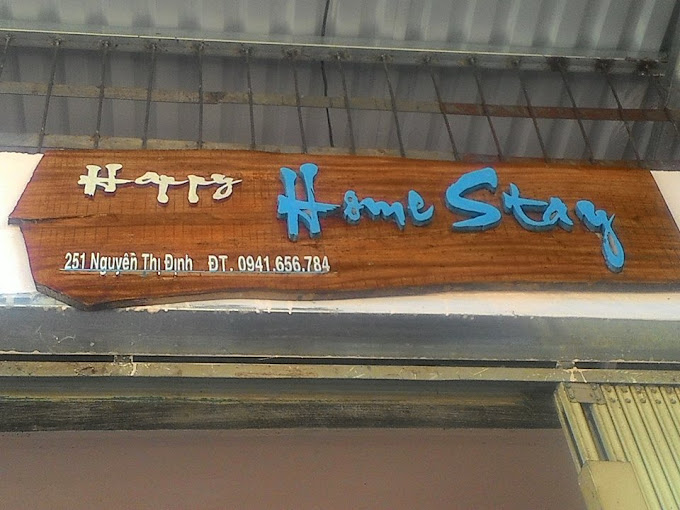 Happy Home Stay
251 Nguyễn Thị Định ĐT. 0941.656.784